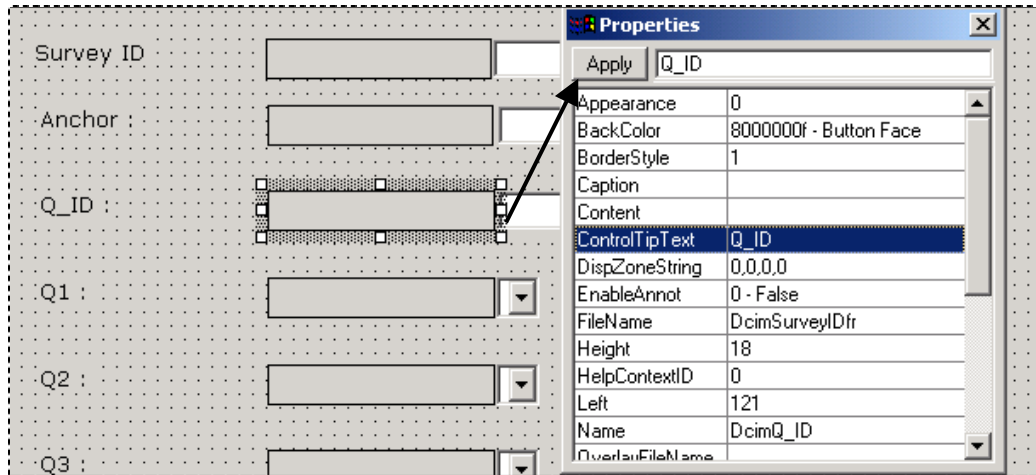 Survey ID
Anchor :
Q_ID :
Q1 :
Q2 :
Q3 :
Properties
Apply Q_ID
Appearance 0
BackColor 8000000f - Button Face
BorderStyle 1
Caption
Content
ControlTipText Q_ID
DispZoneString 0,0,0,0
EnableAnnot 0 - False
FileName DcimSurveyIDfr
Height 18
HelpContextID 0
Left 121
Name DcimQ_ID
OverlayFileName